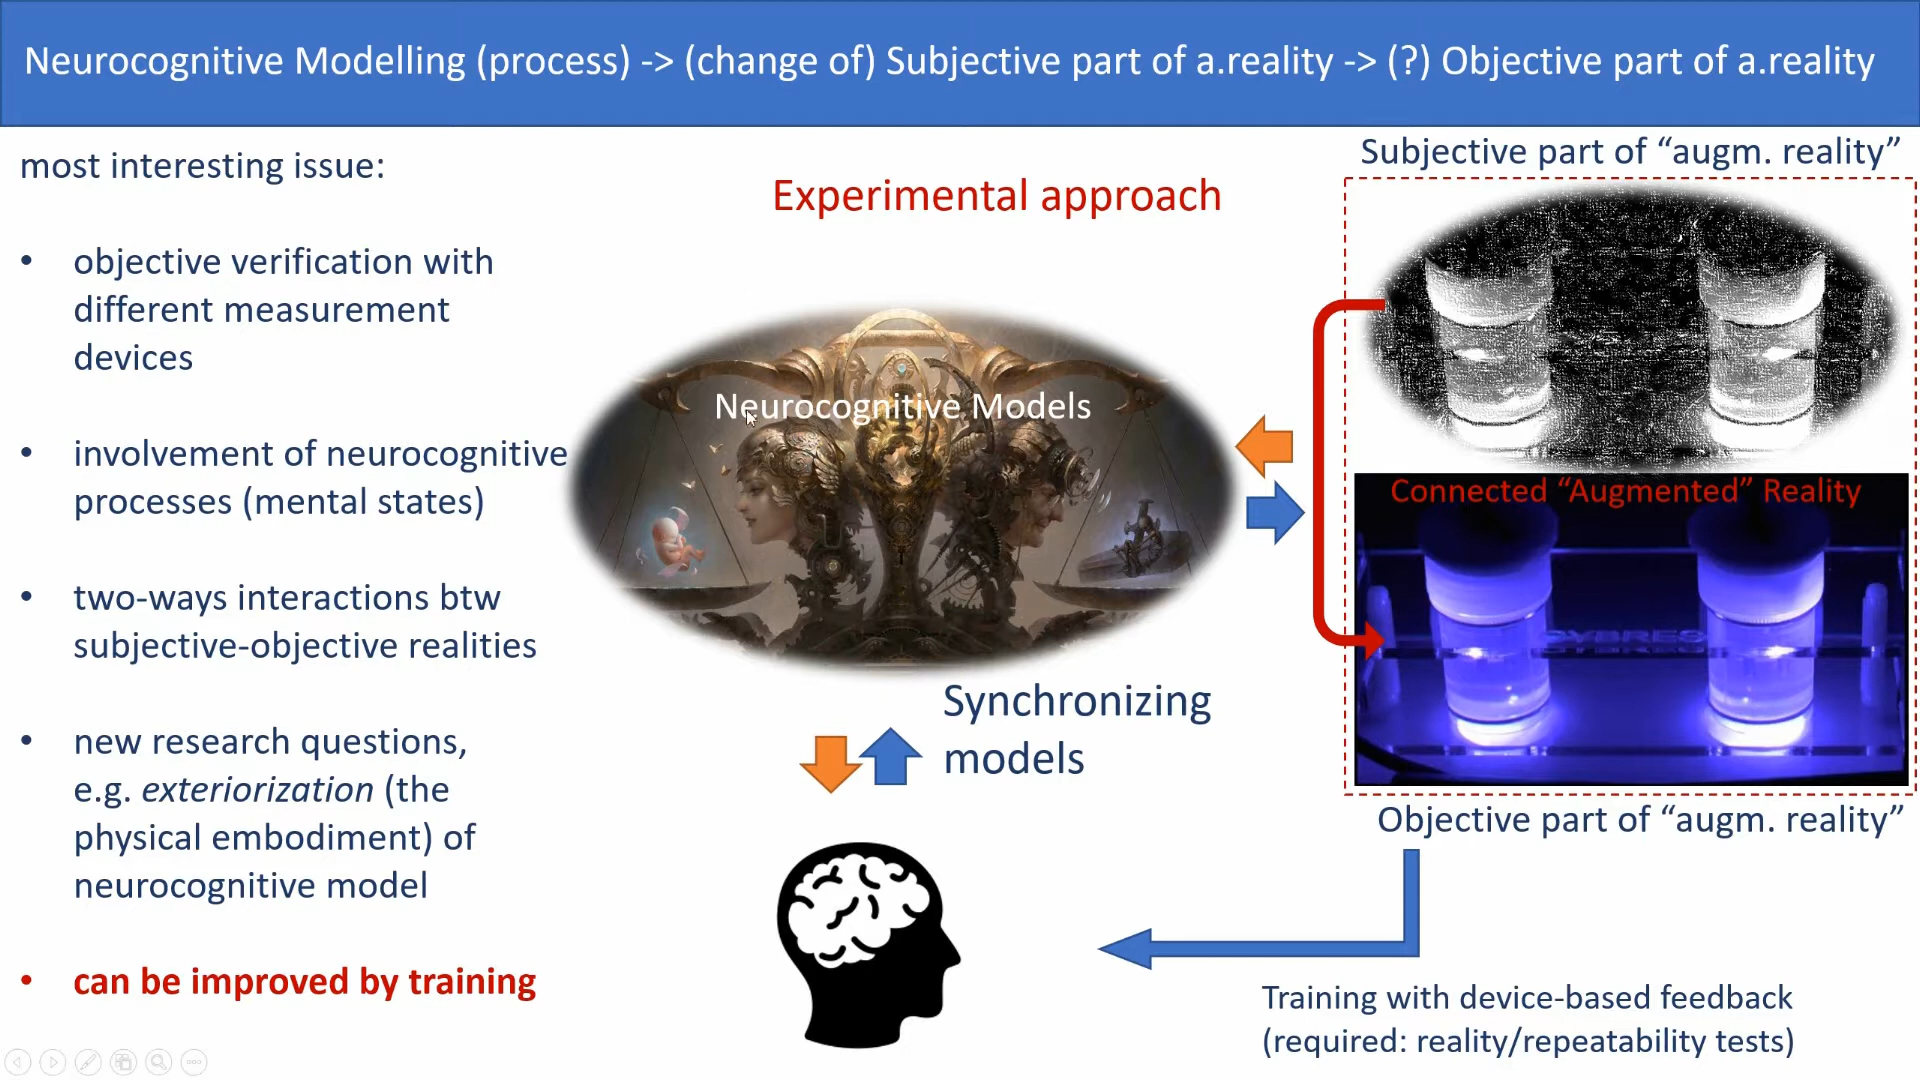 Neurocognitive Modelling (process) -> (change of) Subjective part of a.reality -> (?) Objective part of a.reality
most interesting issue:
• objective verification with
different measurement
devices
• involvement of neurocognitive
processes (mental states)
• two-ways interactions btw
subjective-objective realities
• new research questions,
e.g. exteriorization (the
physical embodiment) of
neurocognitive model
• can be improved by training
Experimental approach
Neurocognitive Models
Synchronizing
models
Subjective part of “augm. reality”
Connected “Augmented” Reality
CYBRES
Objective part of “augm. reality”
Training with device-based feedback
(required: reality/repeatability tests)